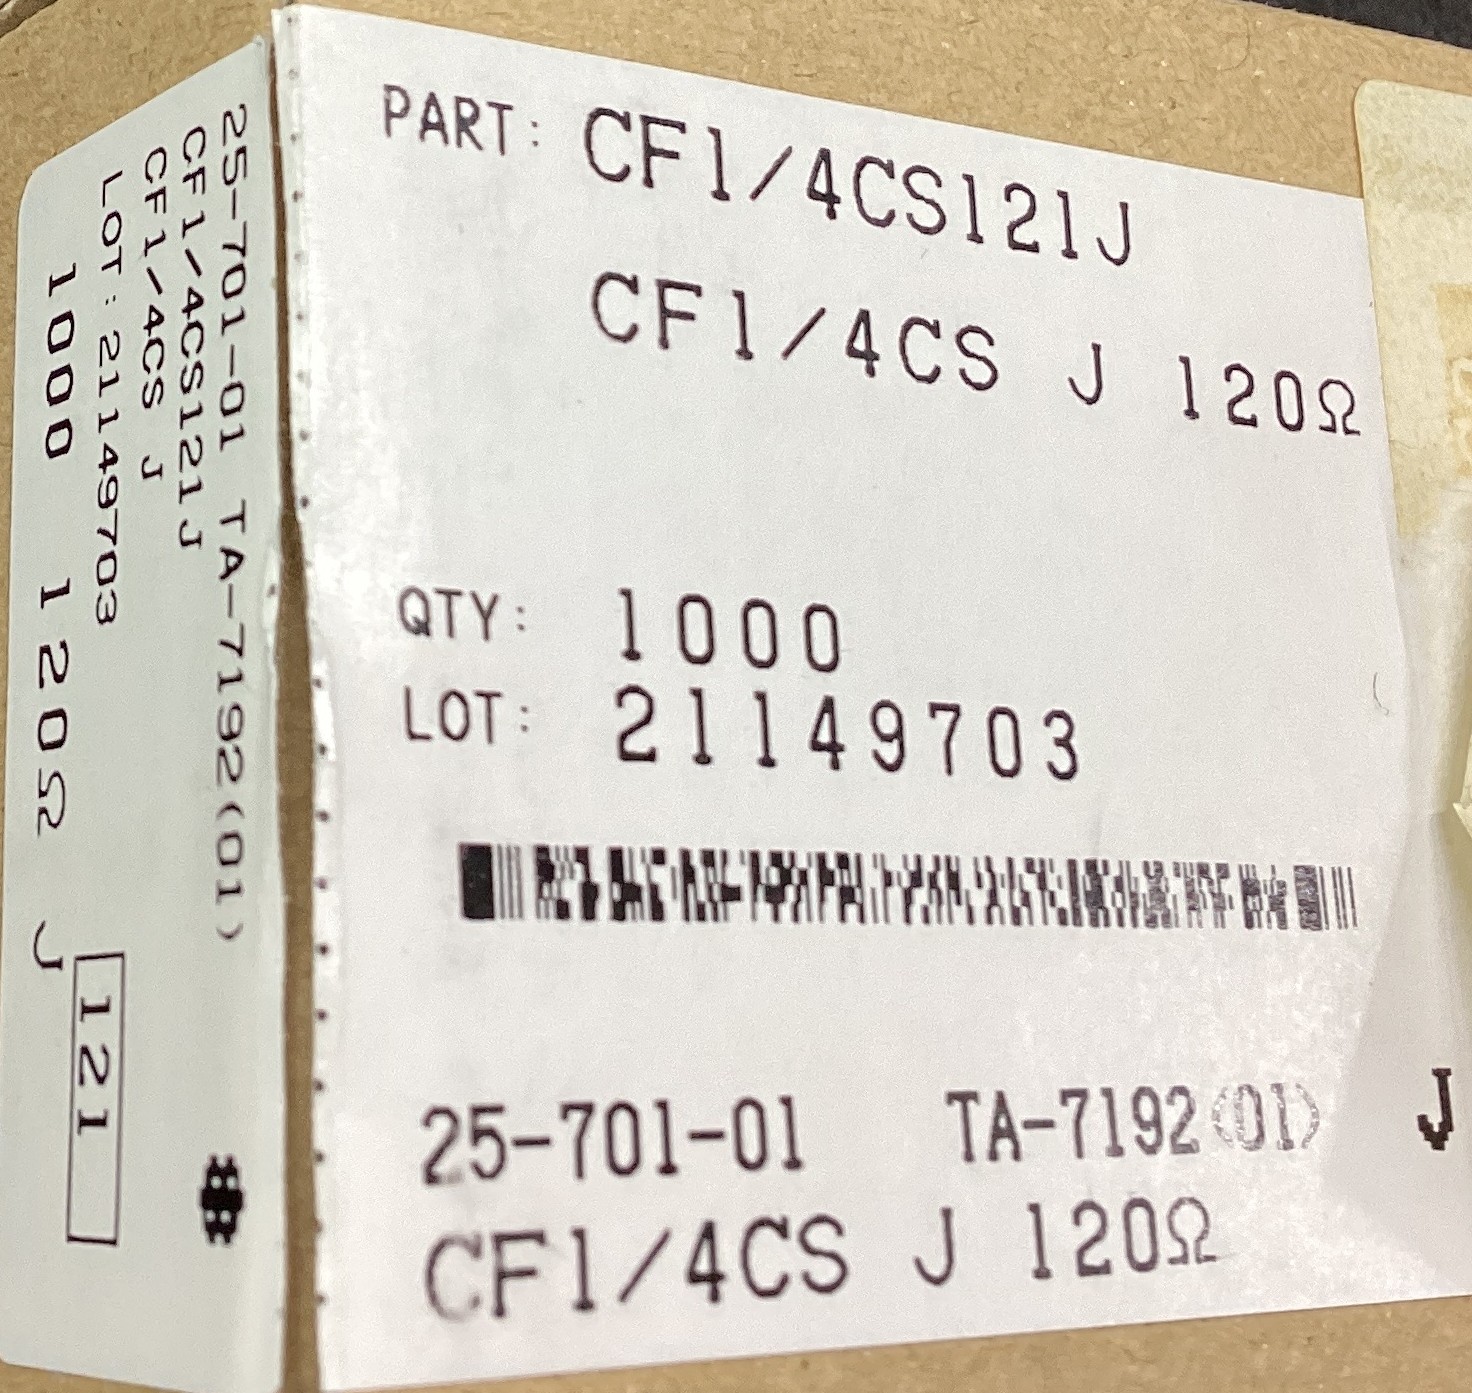 PART: CF1/4CS121J
CF1/4CS J 120Ω
QTY: 1000
LOT: 21149703
25-701-01 TA-7192(01) J
CF1/4CS J 120Ω
25-701-01 TA-7192(01)
CF1/4CS121J
CF1/4CS J
LOT: 21149703
1000 120Ω J
121